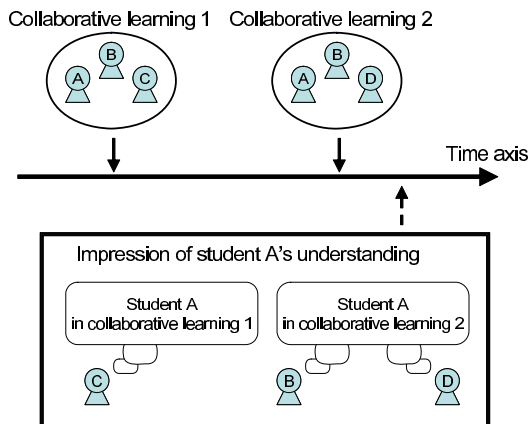 Collaborative learning 1
Collaborative learning 2
B
A
C
B
A
D
Time axis
Impression of student A's understanding
Student A
in collaborative learning 1
Student A
in collaborative learning 2
C
B
D